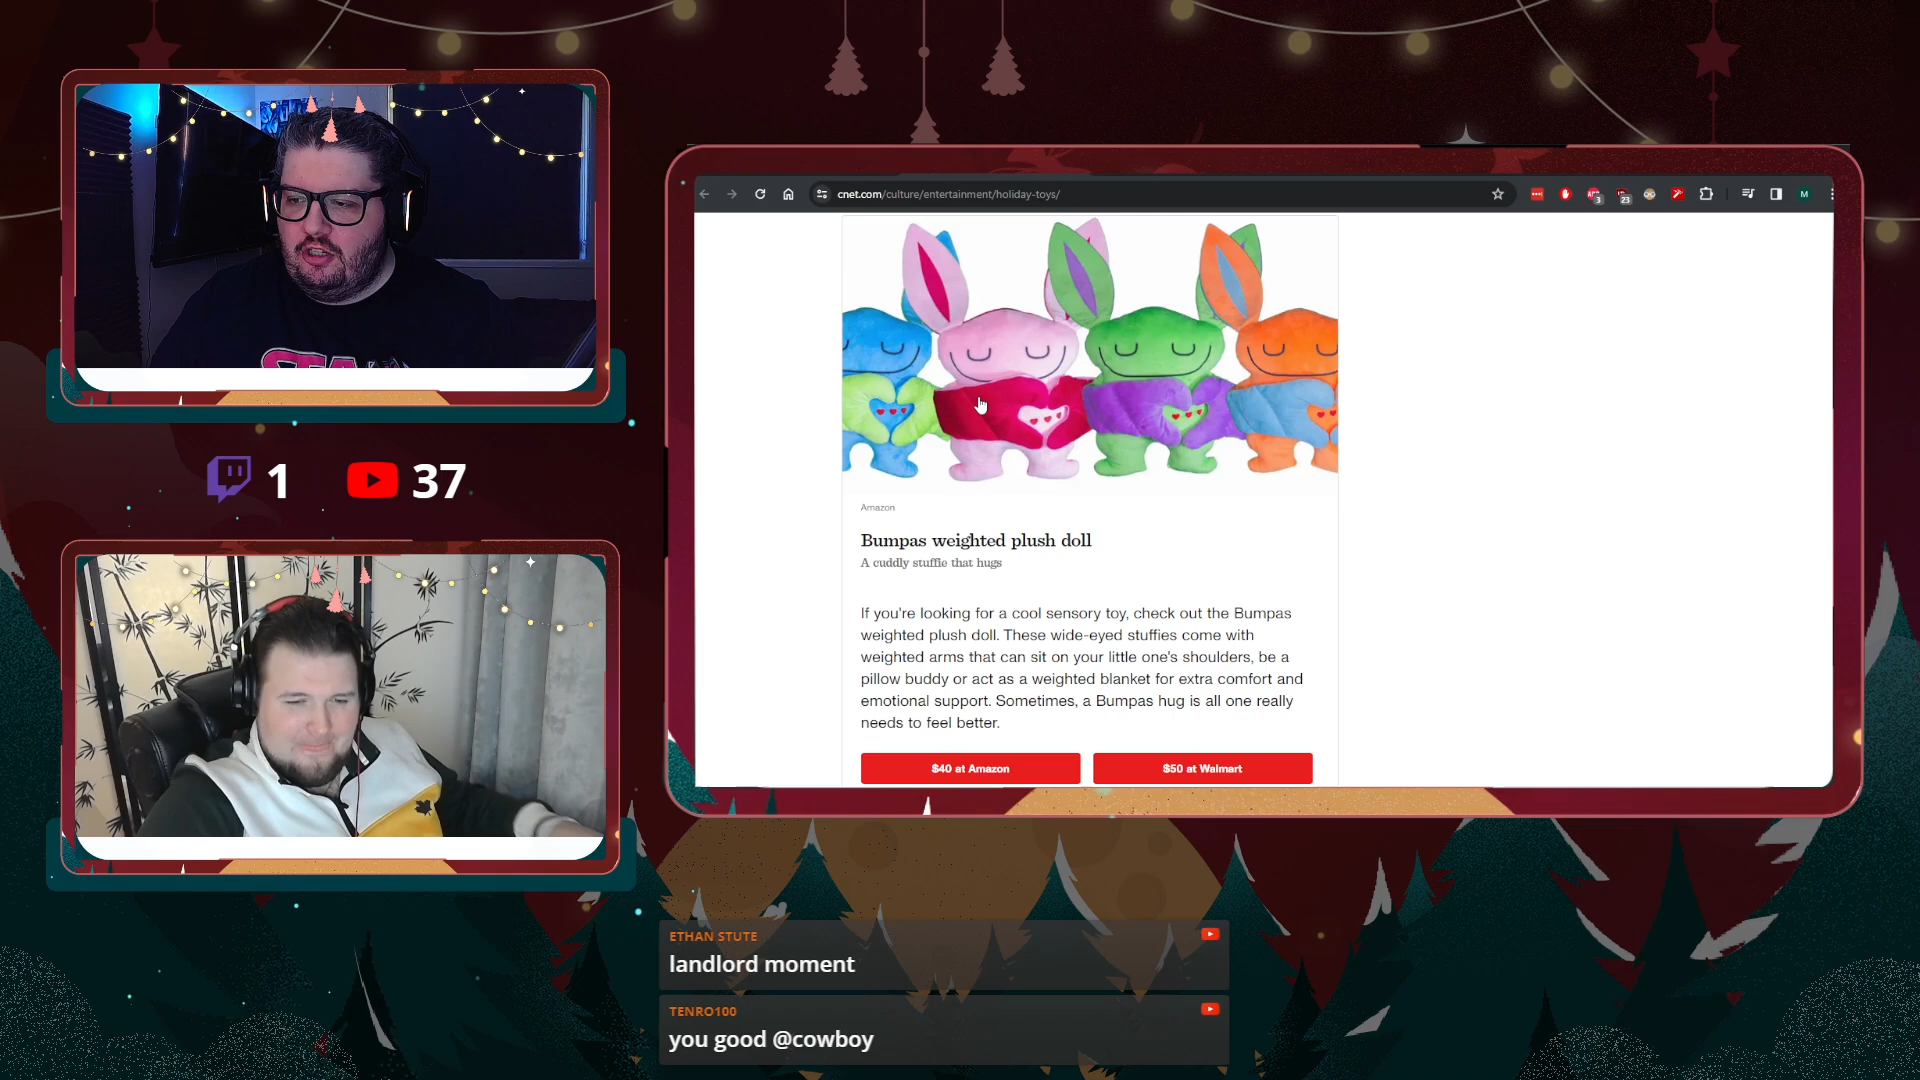 cnet.com/culture/entertainment/holiday-toys/
3
23
M
1
37
Amazon
Bumpas weighted plush doll
A cuddly stuffie that hugs
If you're looking for a cool sensory toy, check out the Bumpas
weighted plush doll. These wide-eyed stuffies come with
weighted arms that can sit on your little one's shoulders, be a
pillow buddy or act as a weighted blanket for extra comfort and
emotional support. Sometimes, a Bumpas hug is all one really
needs to feel better.
$40 at Amazon
$50 at Walmart
ETHAN STUTE
landlord moment
TENRO100
you good @cowboy